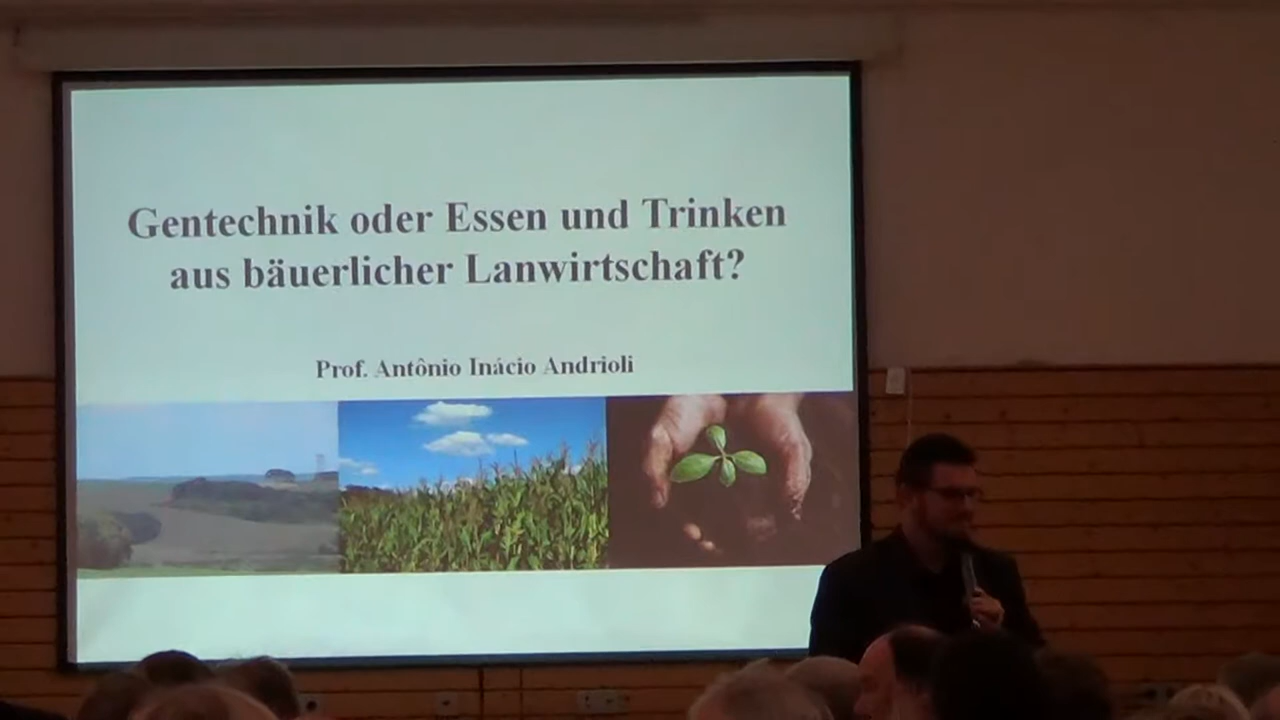 Gentechnik oder Essen und Trinken
aus bäuerlicher Lanwirtschaft?
Prof. Antônio Inácio Andrioli